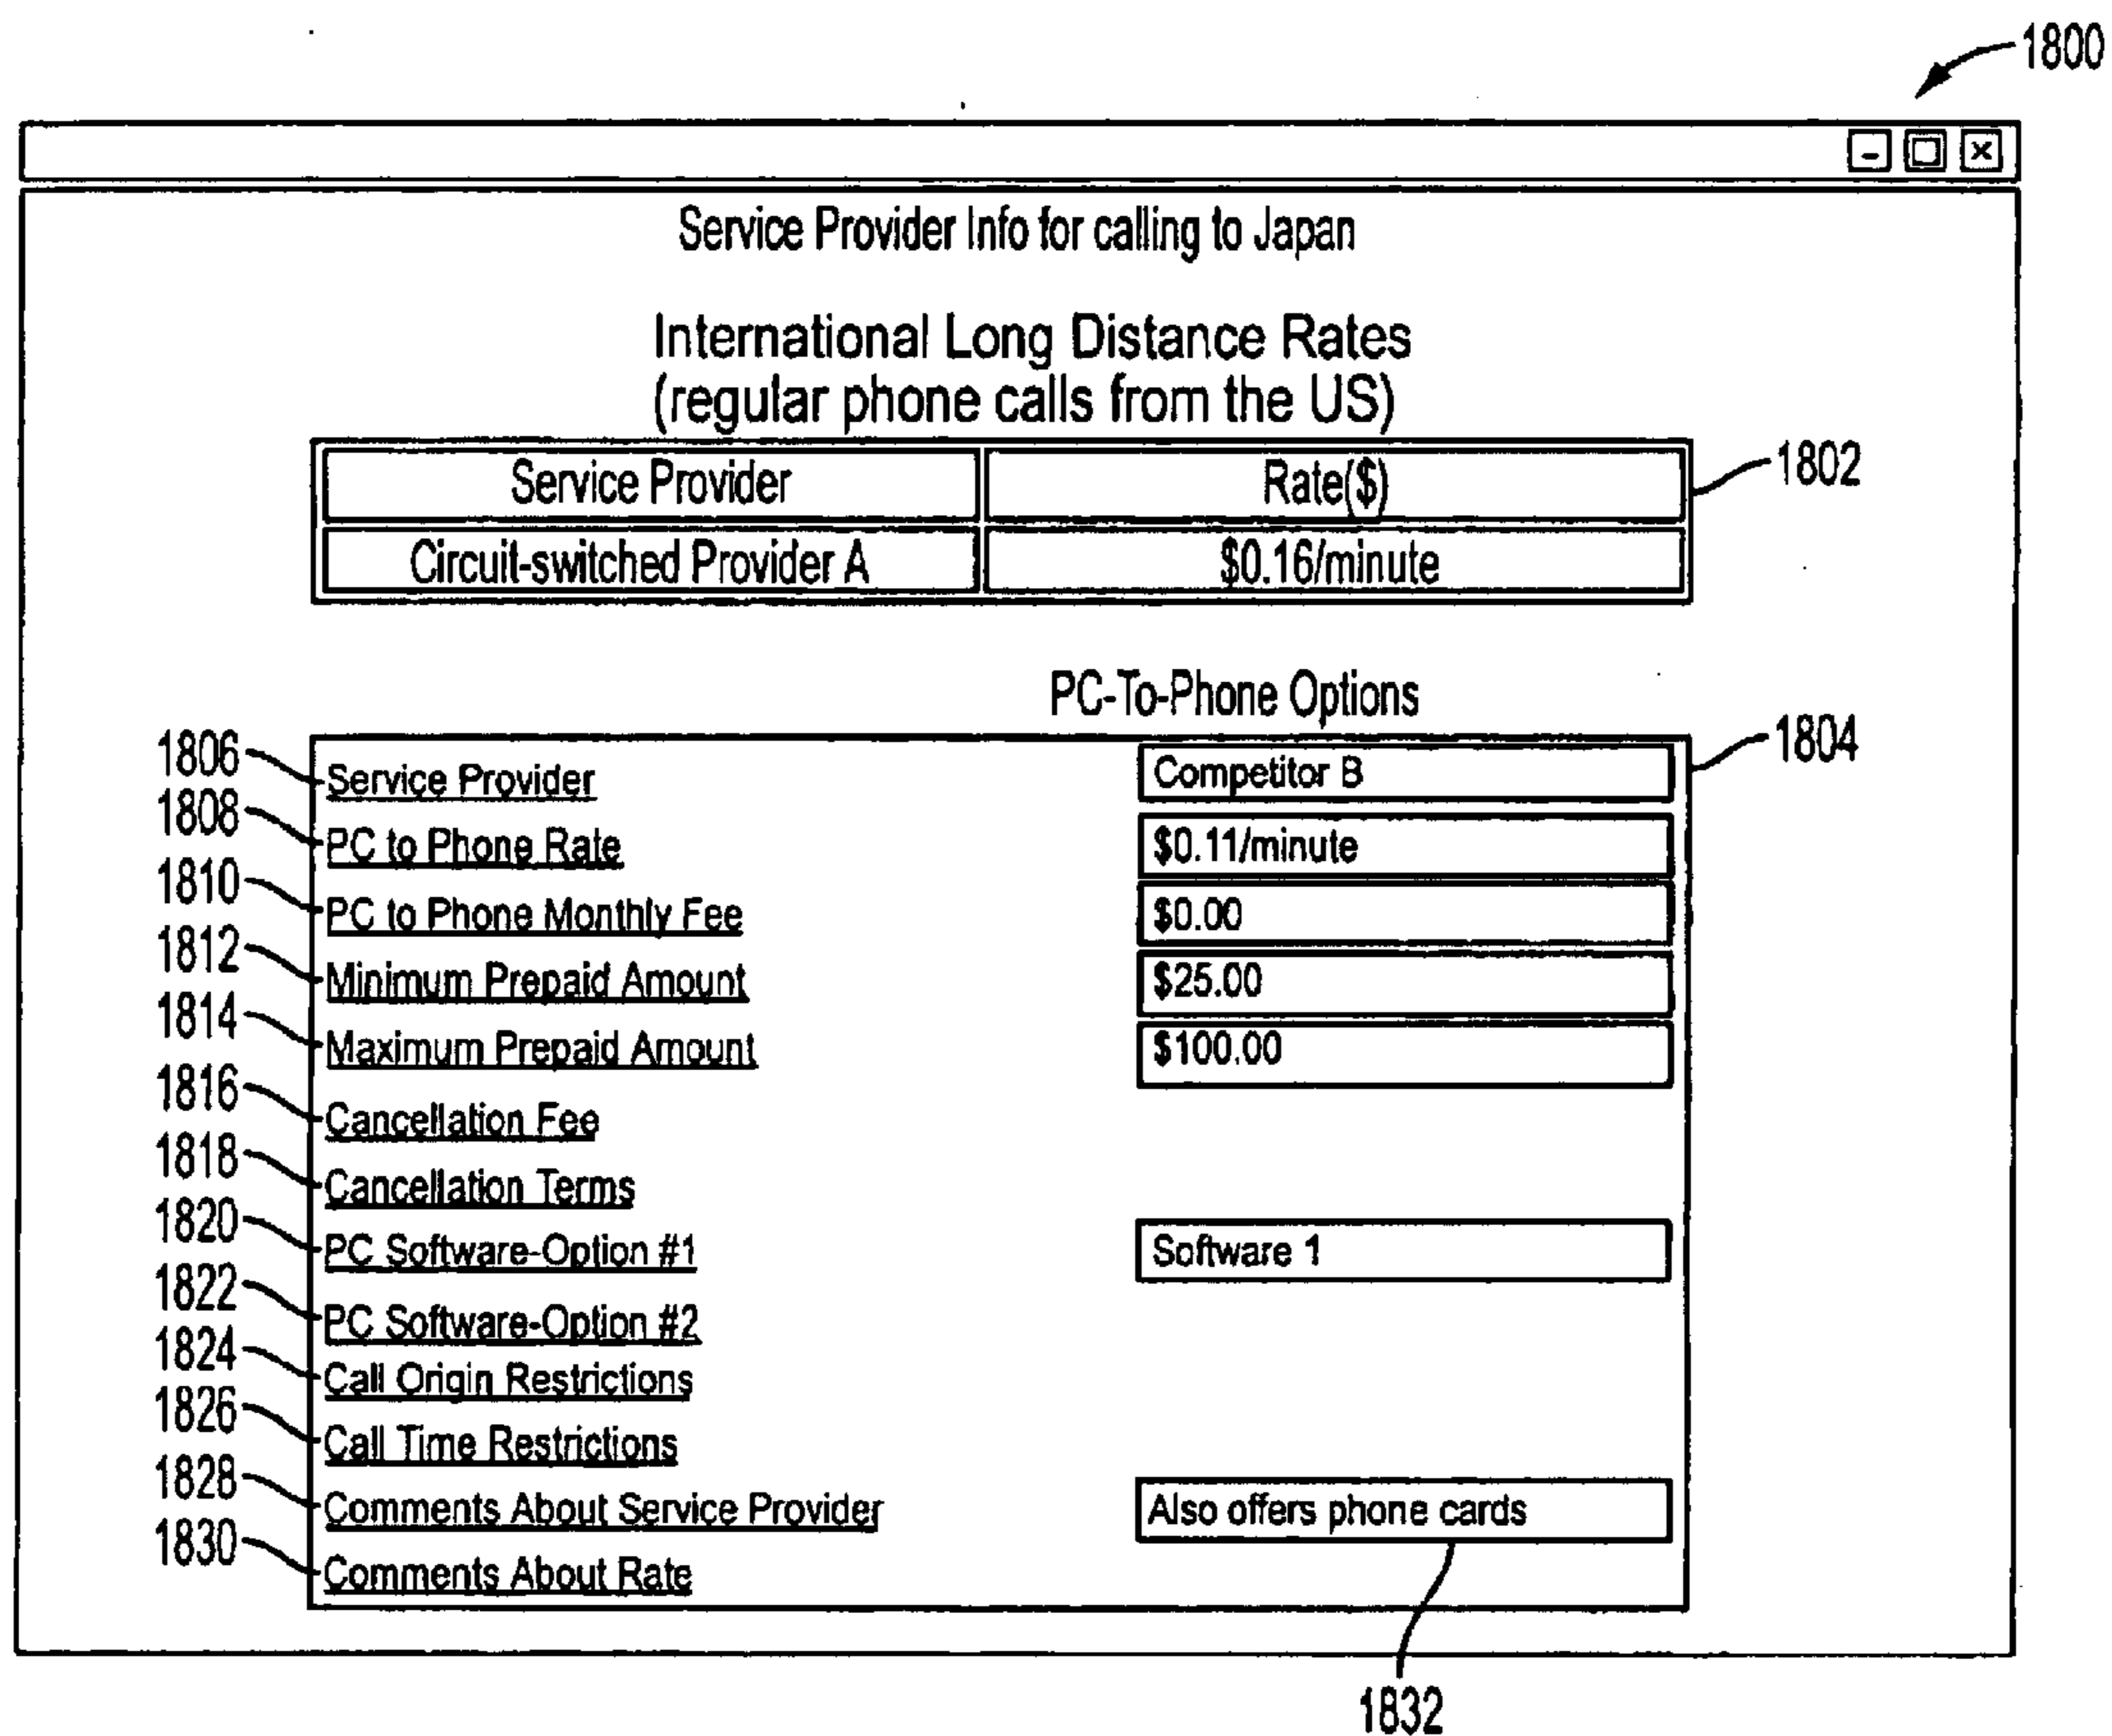 1800
Service Provider Info for calling to Japan
International Long Distance Rates
(regular phone calls from the US)
Service Provider Rate($) 1802
Circuit-switched Provider A $0.16/minute
PC-To-Phone Options
1804
1806 Service Provider Competitor B
1808 PC to Phone Rate $0.11/minute
1810 PC to Phone Monthly Fee $0.00
1812 Minimum Prepaid Amount $25.00
1814 Maximum Prepaid Amount $100.00
1816 Cancellation Fee
1818 Cancellation Terms
1820 PC Software-Option #1 Software 1
1822 PC Software-Option #2
1824 Call Origin Restrictions
1826 Call Time Restrictions
1828 Comments About Service Provider Also offers phone cards
1830 Comments About Rate
1832